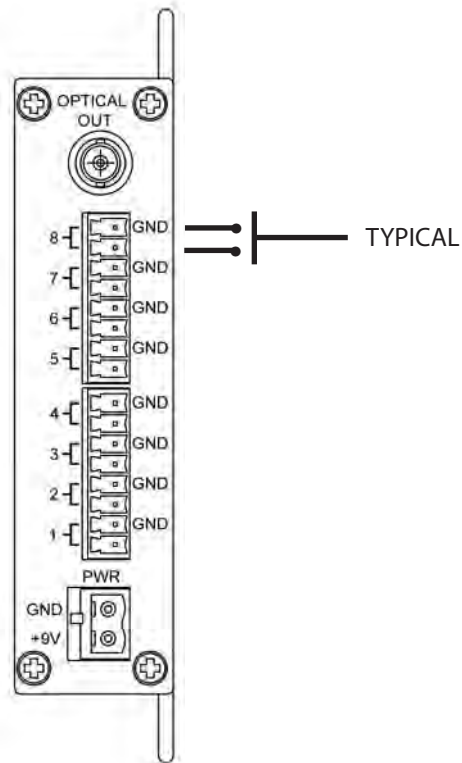 OPTICAL
OUT
8
GND
TYPICAL
7
GND
6
GND
5
GND
4
GND
3
GND
2
GND
1
GND
PWR
GND
+9V